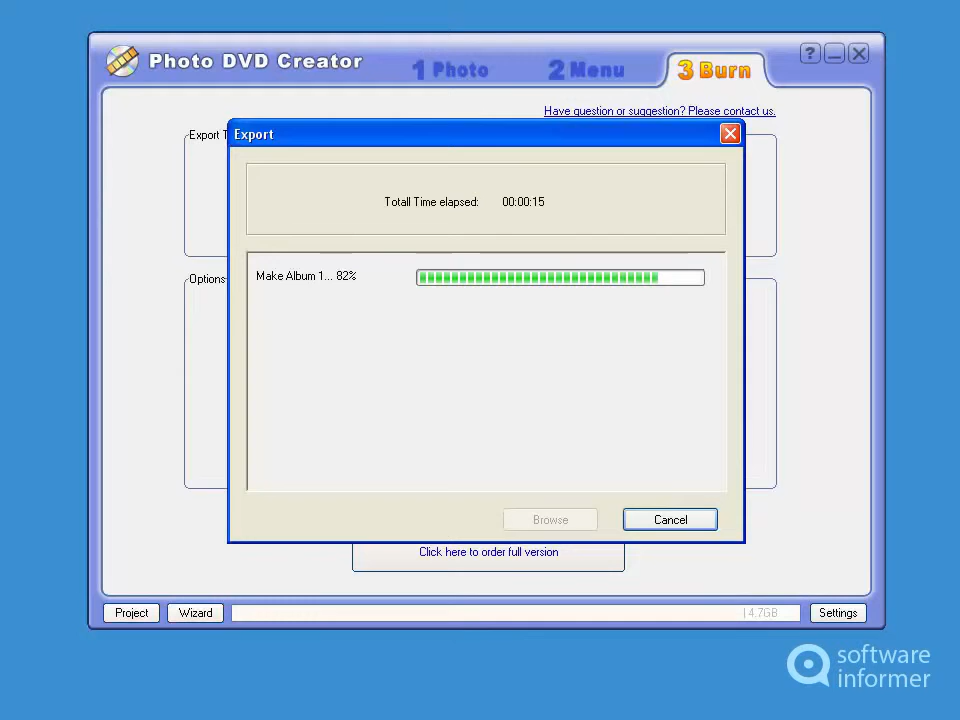 Photo DVD Creator
1 Photo
2 Menu
3 Burn
?
Have question or suggestion? Please contact us.
Export T
Export
Totall Time elapsed: 00:00:15
Options
Make Album 1... 82%
Browse
Cancel
Click here to order full version
Project
Wizard
| 4.7GB
Settings
software
informer